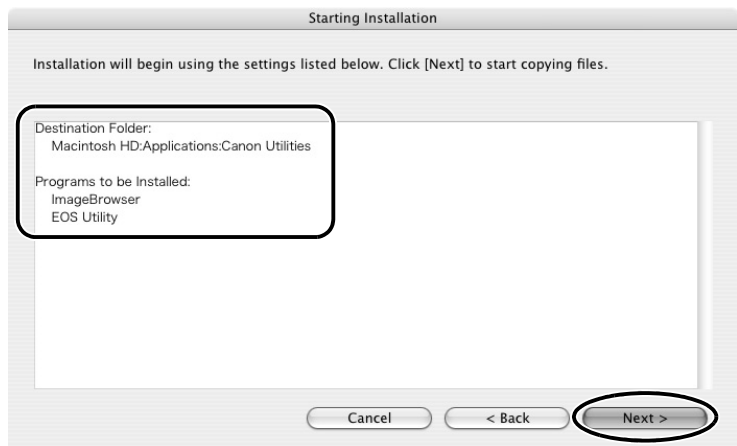 Starting Installation
Installation will begin using the settings listed below. Click [Next] to start copying files.
Destination Folder:
Macintosh HD:Applications:Canon Utilities
Programs to be Installed:
ImageBrowser
EOS Utility
Cancel
< Back
Next >